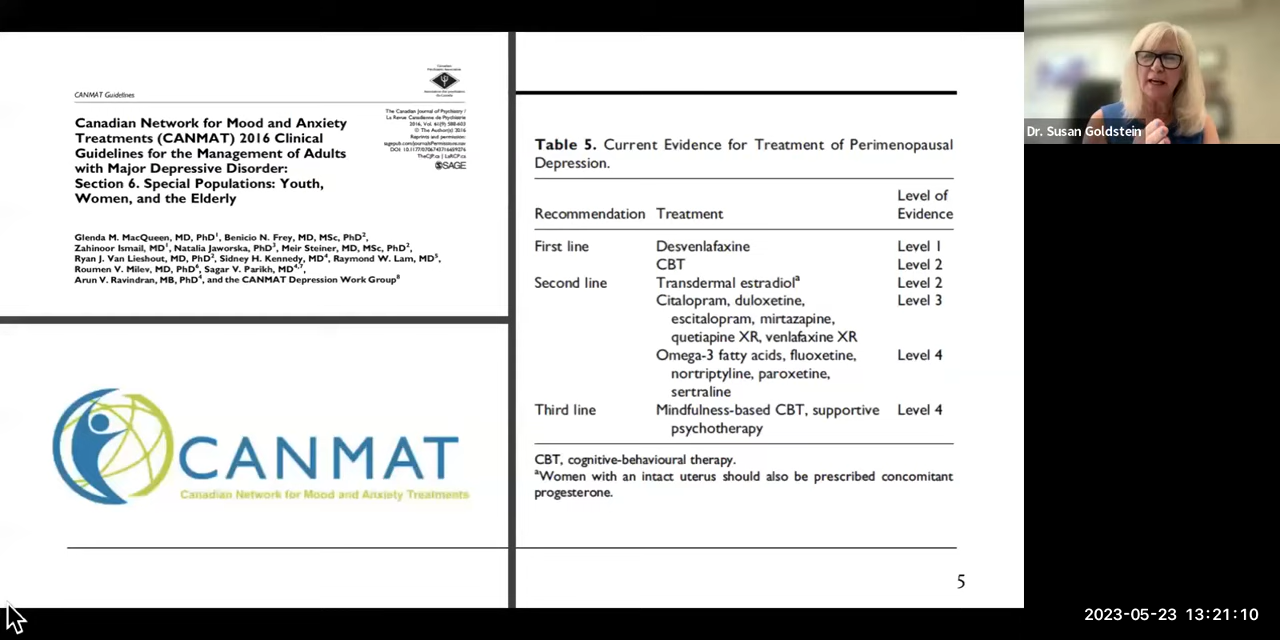 CANMAT Guidelines
Canadian Network for Mood and Anxiety
Treatments (CANMAT) 2016 Clinical
Guidelines for the Management of Adults
with Major Depressive Disorder:
Section 6. Special Populations: Youth,
Women, and the Elderly
The Canadian Journal of Psychiatry /
La Revue Canadienne de Psychiatrie
2016, Vol. 61(9) 588-603
© The Author(s) 2016
Reprints and permission:
TheCJP.ca | LaRCP.ca
SAGE
Glenda M. MacQueen, MD, PhD1, Benicio N. Frey, MD, MSc, PhD2,
Zahinoor Ismail, MD1, Natalia Jaworska, PhD3, Meir Steiner, MD, MSc, PhD2,
Ryan J. Van Lieshout, MD, PhD2, Sidney H. Kennedy, MD4, Raymond W. Lam, MD5,
Roumen V. Milev, MD, PhD6, Sagar V. Parikh, MD4,7,
Arun V. Ravindran, MB, PhD4, and the CANMAT Depression Work Group8
CANMAT
Canadian Network for Mood and Anxiety Treatments
Table 5. Current Evidence for Treatment of Perimenopausal
Depression.
Level of
Recommendation Treatment Evidence
First line Desvenlafaxine Level 1
CBT Level 2
Second line Transdermal estradiola Level 2
Citalopram, duloxetine, Level 3
escitalopram, mirtazapine,
quetiapine XR, venlafaxine XR
Omega-3 fatty acids, fluoxetine, Level 4
nortriptyline, paroxetine,
sertraline
Third line Mindfulness-based CBT, supportive Level 4
psychotherapy
CBT, cognitive-behavioural therapy.
aWomen with an intact uterus should also be prescribed concomitant
progesterone.
5
Dr. Susan Goldstein
2023-05-23 13:21:10